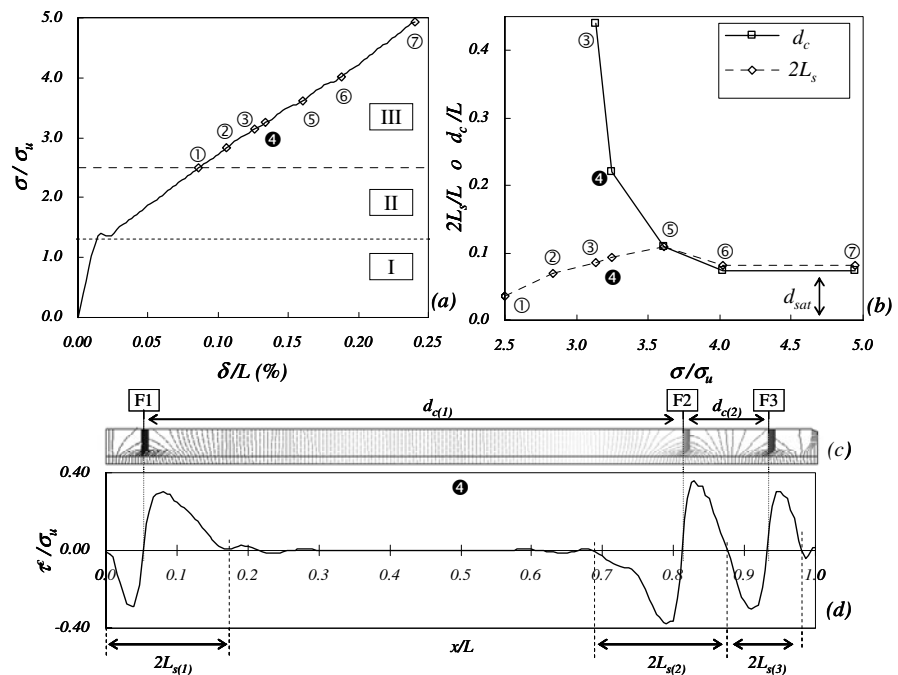 5.0
4.0
3.0
2.0
1.0
0.0
σ/σu
① ② ③ ❹ ⑤ ⑥ ⑦
III
II
I
(a)
0.00 0.05 0.10 0.15 0.20 0.25
δ/L (%)
0.4
0.3
0.2
0.1
0.0
2Ls/L o dc/L
dc
2Ls
③
❹
① ② ③ ❹ ⑤ ⑥ ⑦
dsat
(b)
2.5 3.0 3.5 4.0 4.5 5.0
σ/σu
F1 dc(1) F2 dc(2) F3
(c)
0.40
0.00
-0.40
τe/σu
❹
0.0 0.1 0.2 0.3 0.4 0.5 0.6 0.7 0.8 0.9 1.0
(d)
2Ls(1) x/L 2Ls(2) 2Ls(3)